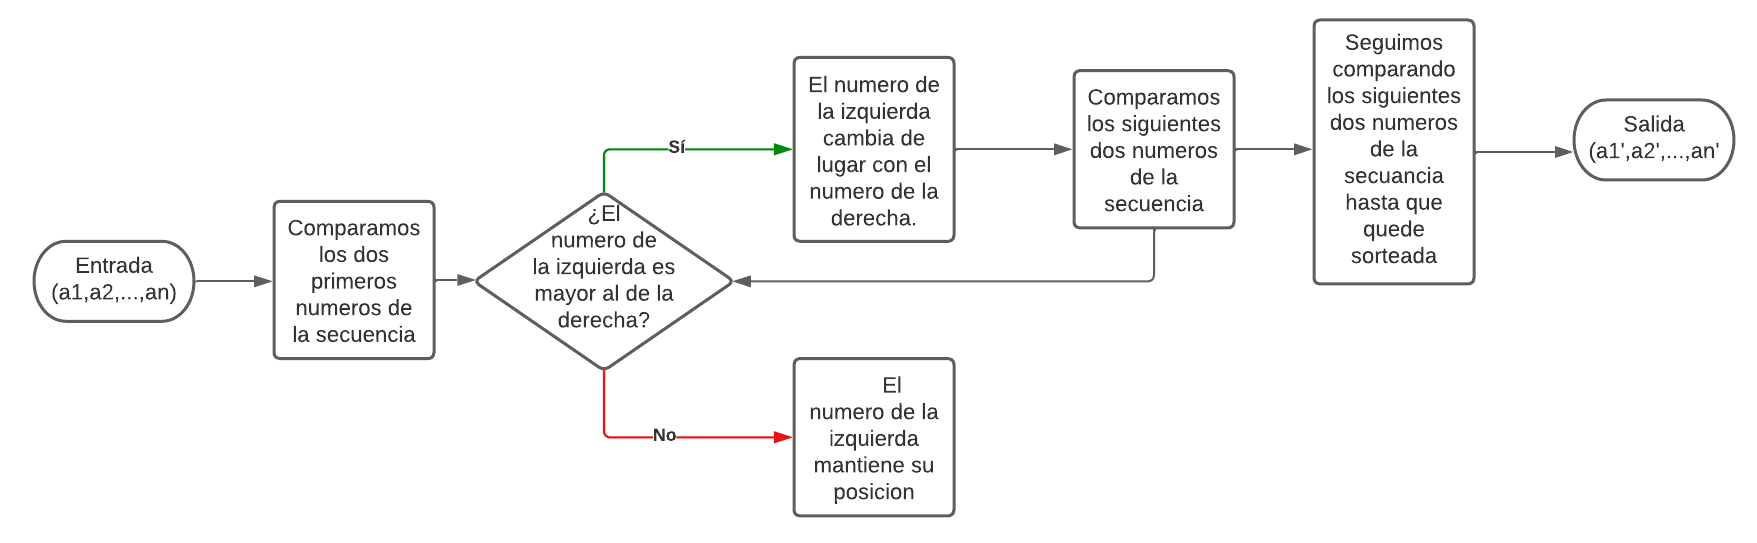 Entrada
(a1,a2,...,an)
Comparamos
los dos
primeros
numeros de
la secuencia
¿El
numero de
la izquierda es
mayor al de la
derecha?
Sí
El numero de
la izquierda
cambia de
lugar con el
numero de la
derecha.
No
El
numero de la
izquierda
mantiene su
posicion
Comparamos
los siguientes
dos numeros
de la
secuencia
Seguimos
comparando
los siguientes
dos numeros
de la
secuancia
hasta que
quede
sorteada
Salida
(a1',a2',...,an'